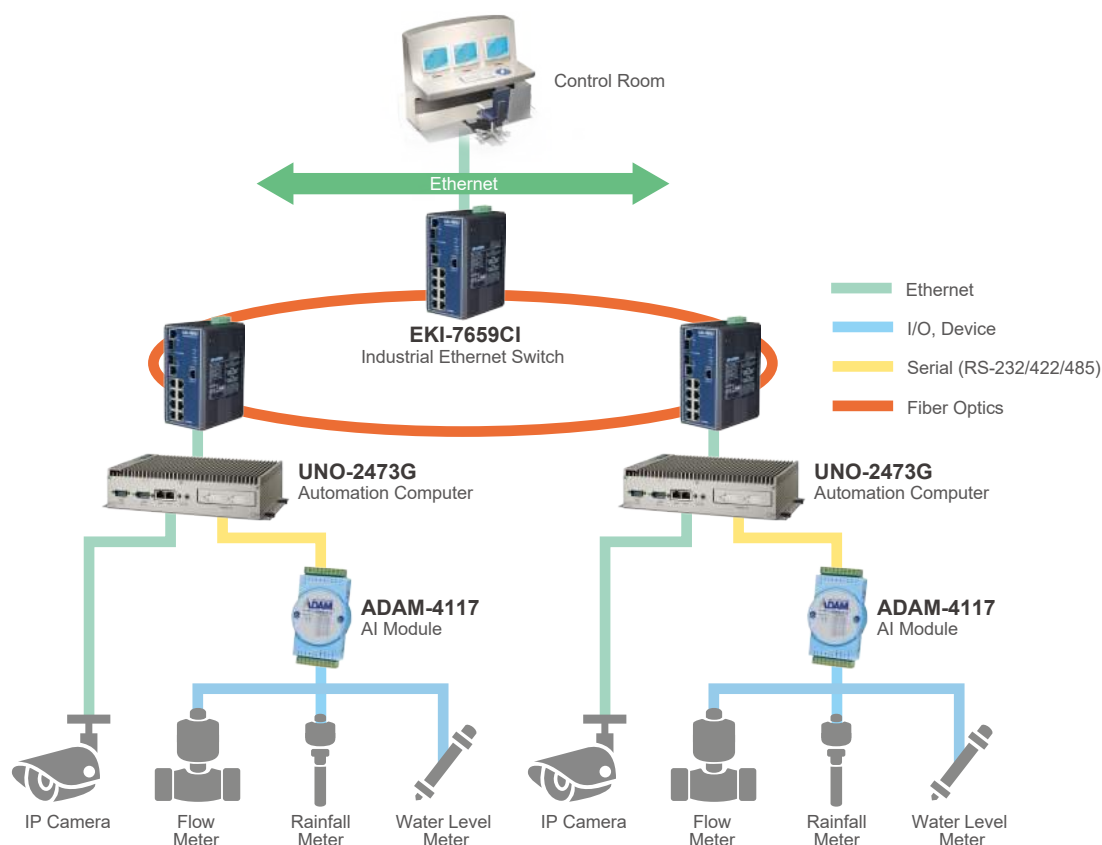 Control Room
Ethernet
EKI-7659CI
Industrial Ethernet Switch
Ethernet
I/O, Device
Serial (RS-232/422/485)
Fiber Optics
UNO-2473G
Automation Computer
UNO-2473G
Automation Computer
ADAM
ADAM-4117
AI Module
ADAM
ADAM-4117
AI Module
IP Camera
Flow
Meter
Rainfall
Meter
Water Level
Meter
IP Camera
Flow
Meter
Rainfall
Meter
Water Level
Meter